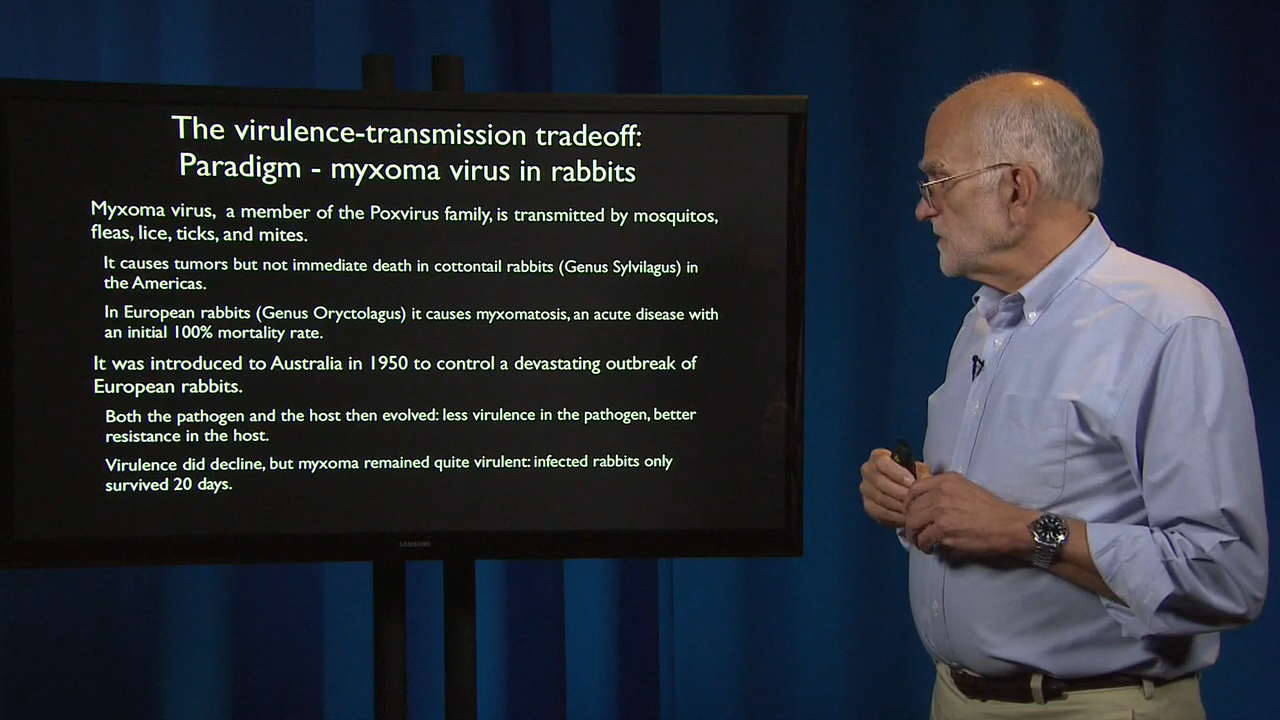 The virulence-transmission tradeoff:
Paradigm - myxoma virus in rabbits
Myxoma virus, a member of the Poxvirus family, is transmitted by mosquitos,
fleas, lice, ticks, and mites.
It causes tumors but not immediate death in cottontail rabbits (Genus Sylvilagus) in
the Americas.
In European rabbits (Genus Oryctolagus) it causes myxomatosis, an acute disease with
an initial 100% mortality rate.
It was introduced to Australia in 1950 to control a devastating outbreak of
European rabbits.
Both the pathogen and the host then evolved: less virulence in the pathogen, better
resistance in the host.
Virulence did decline, but myxoma remained quite virulent: infected rabbits only
survived 20 days.
SAMSUNG